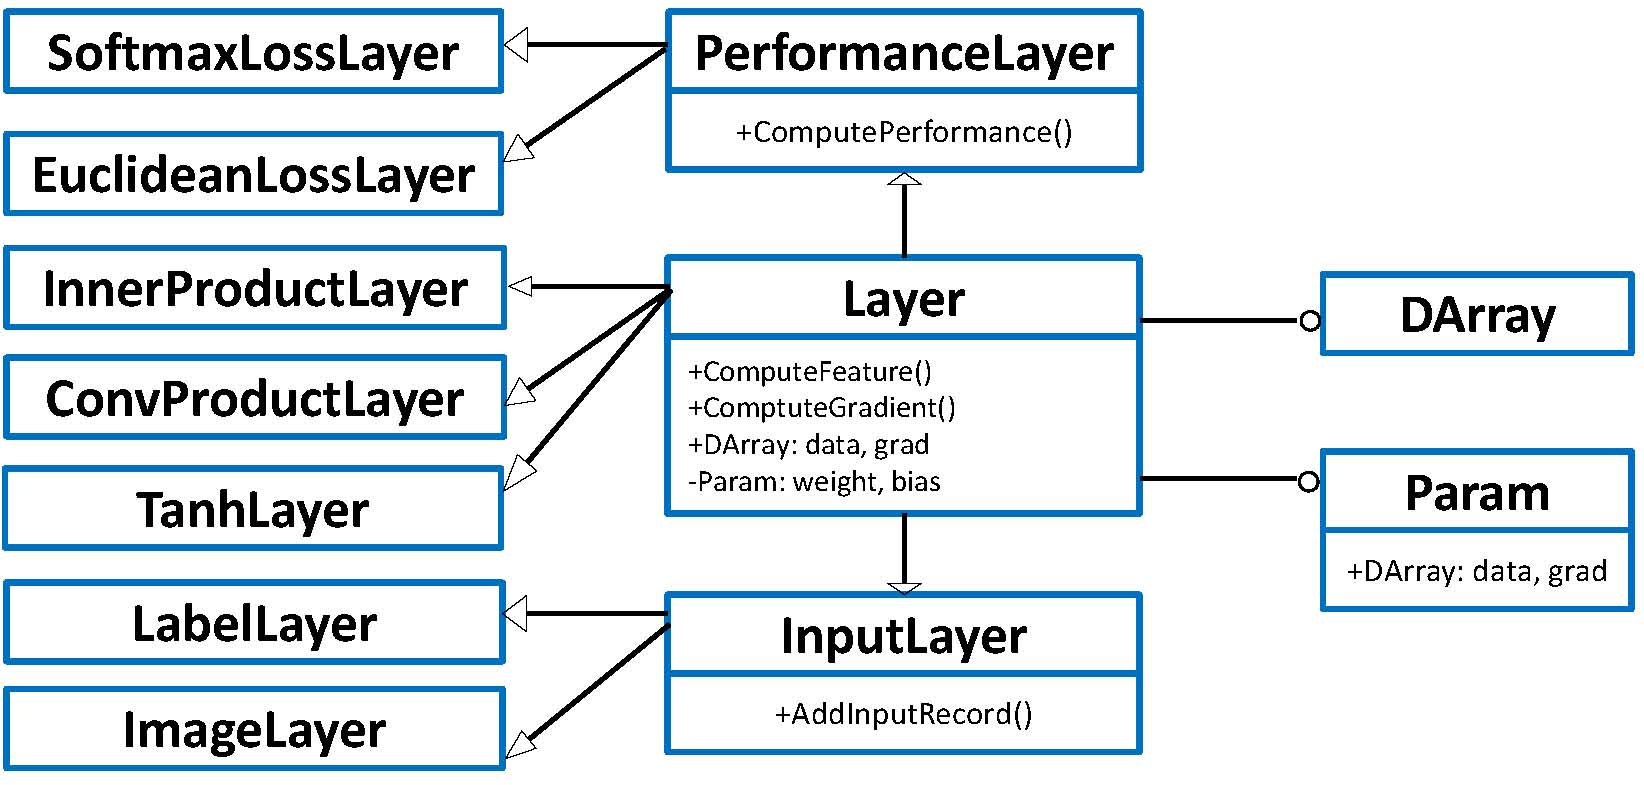 SoftmaxLossLayer
EuclideanLossLayer
InnerProductLayer
ConvProductLayer
TanhLayer
LabelLayer
ImageLayer
PerformanceLayer
+ComputePerformance()
Layer
+ComputeFeature()
+ComptuteGradient()
+DArray: data, grad
-Param: weight, bias
InputLayer
+AddInputRecord()
DArray
Param
+DArray: data, grad